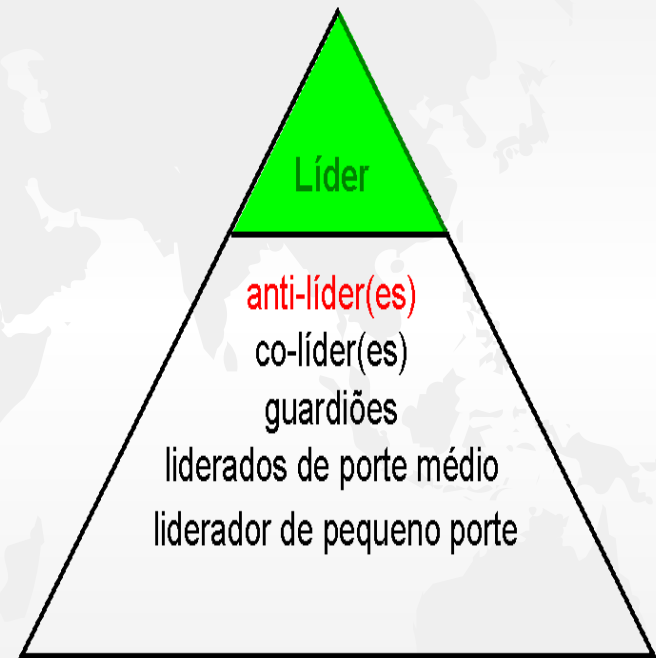 Líder
anti-líder(es)
co-líder(es)
guardiões
liderados de porte médio
liderador de pequeno porte